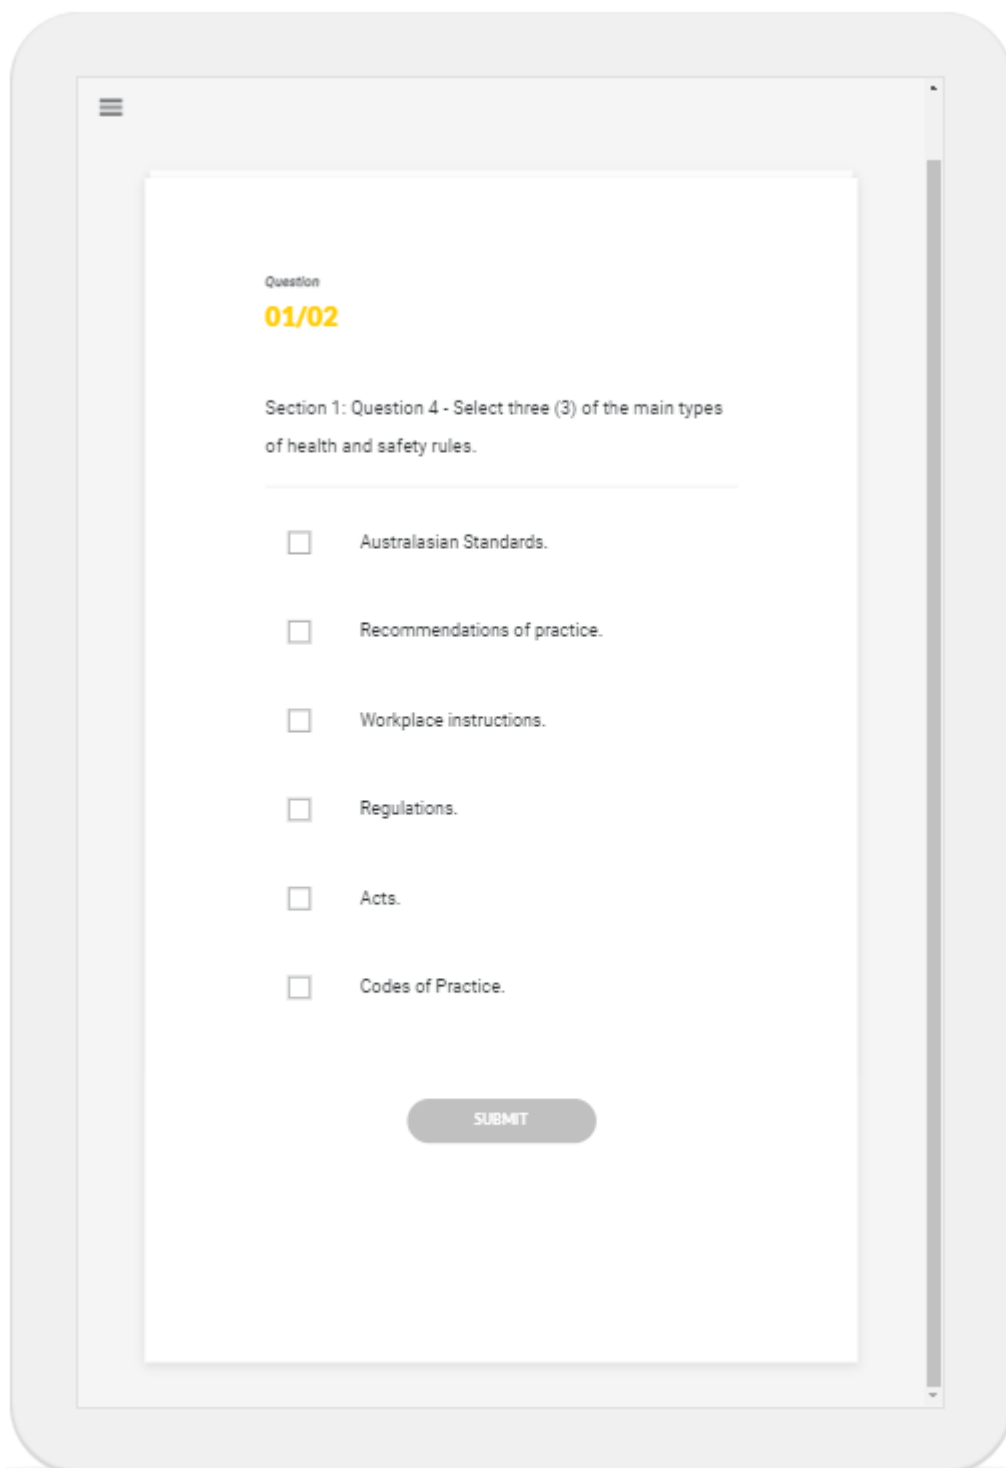 Question
01/02
Section 1: Question 4 - Select three (3) of the main types
of health and safety rules.
Australasian Standards.
Recommendations of practice.
Workplace instructions.
Regulations.
Acts.
Codes of Practice.
SUBMIT